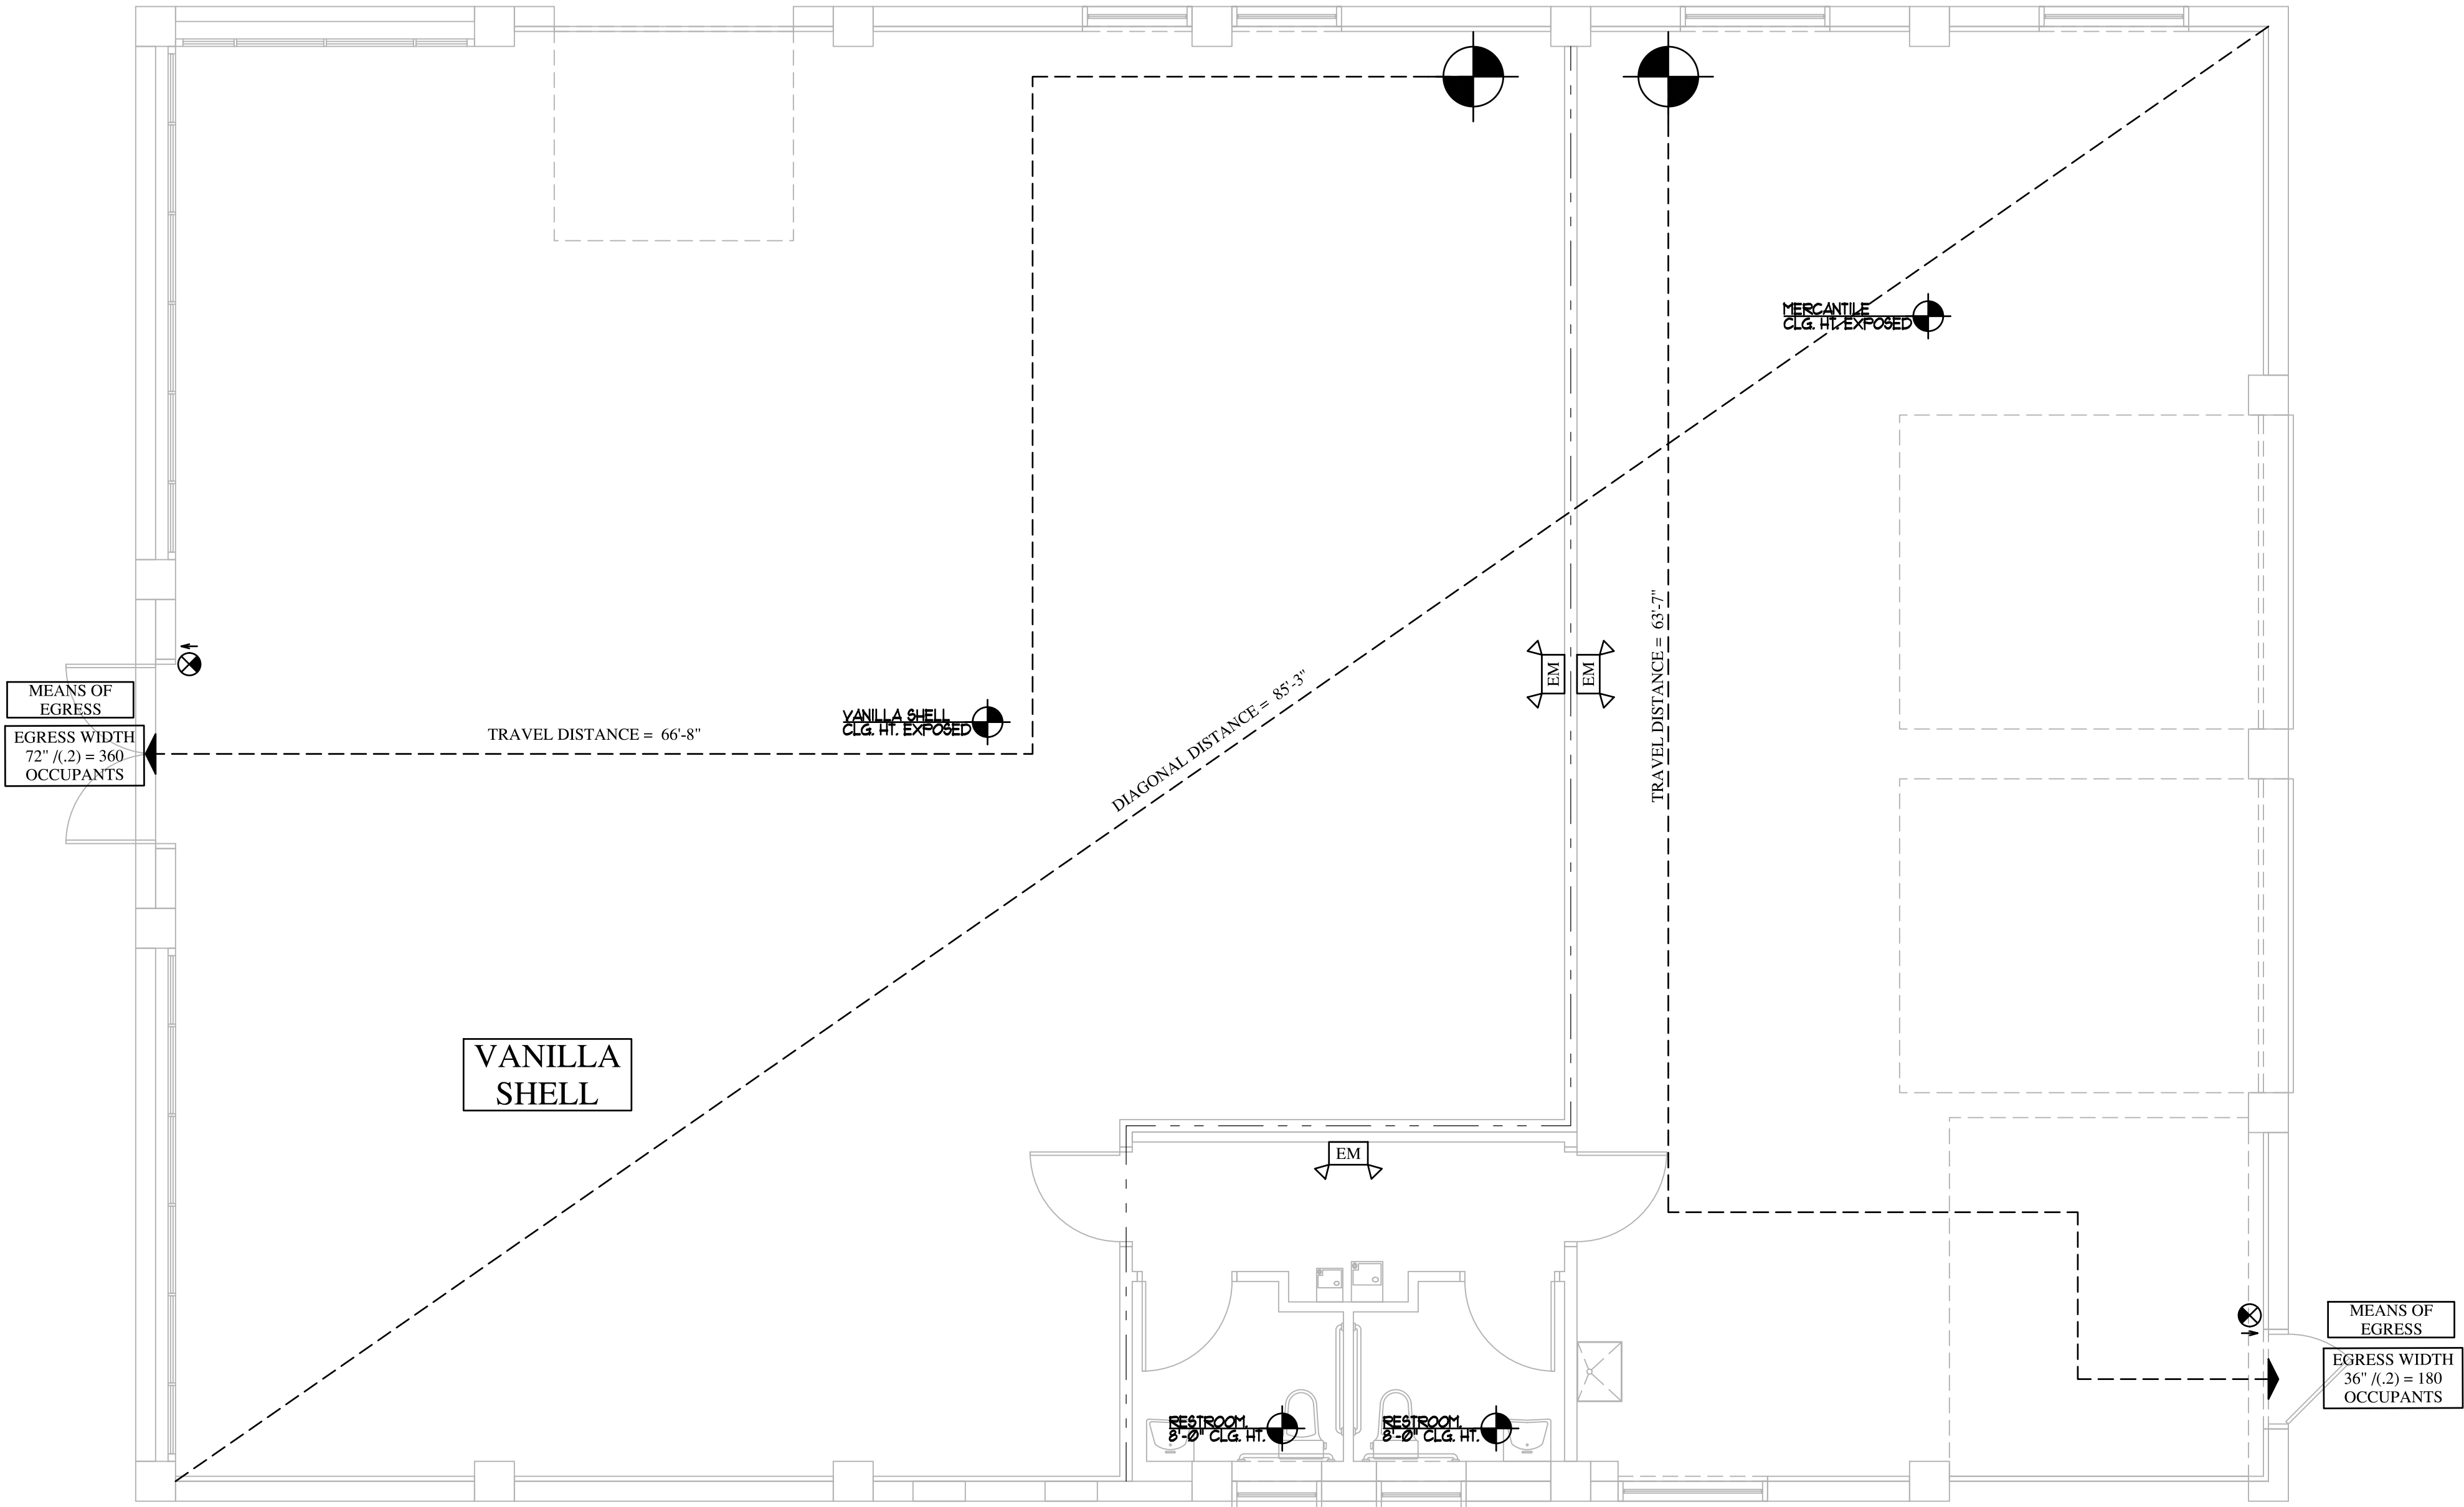 MERCANTILE
CLG. HT. EXPOSED
TRAVEL DISTANCE = 63'-7"
EM
EM
DIAGONAL DISTANCE = 85'-3"
MEANS OF
EGRESS
EGRESS WIDTH
72" /(.2) = 360
OCCUPANTS
TRAVEL DISTANCE = 66'-8"
VANILLA SHELL
CLG. HT. EXPOSED
VANILLA
SHELL
EM
MEANS OF
EGRESS
EGRESS WIDTH
36" /(.2) = 180
OCCUPANTS
RESTROOM.
8'-0" CLG. HT.
RESTROOM.
8'-0" CLG. HT.